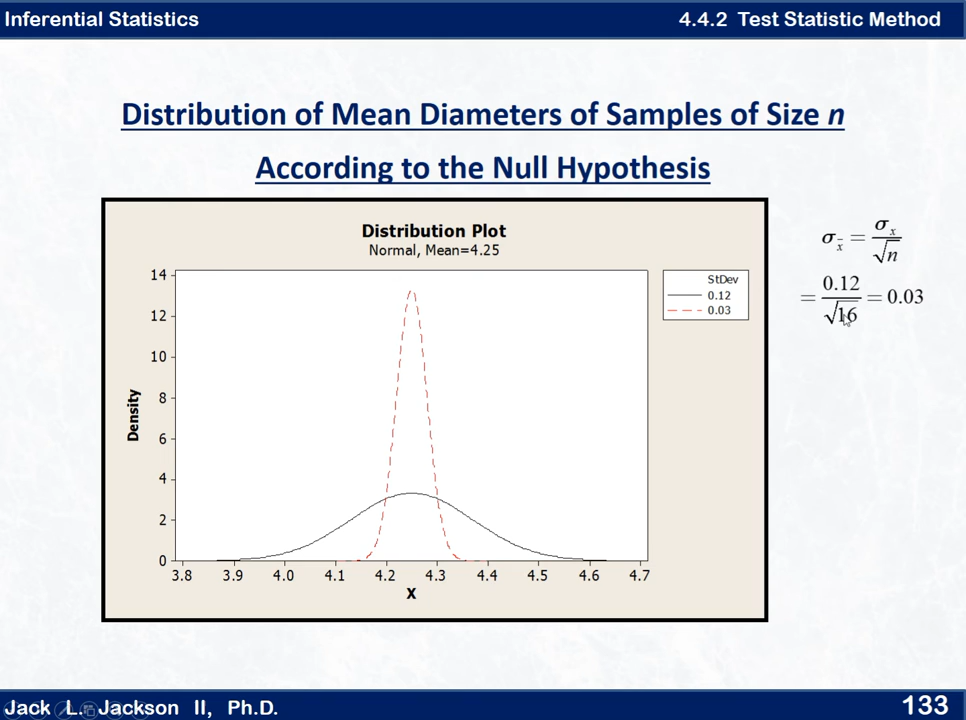 Inferential Statistics
4.4.2 Test Statistic Method
Distribution of Mean Diameters of Samples of Size n
According to the Null Hypothesis
Distribution Plot
Normal, Mean=4.25
14
12
10
8
6
4
2
0
Density
3.8 3.9 4.0 4.1 4.2 4.3 4.4 4.5 4.6 4.7
X
StDev
0.12
0.03
σx̄ = σx / √n
= 0.12 / √16 = 0.03
Jack L. Jackson II, Ph.D.
133